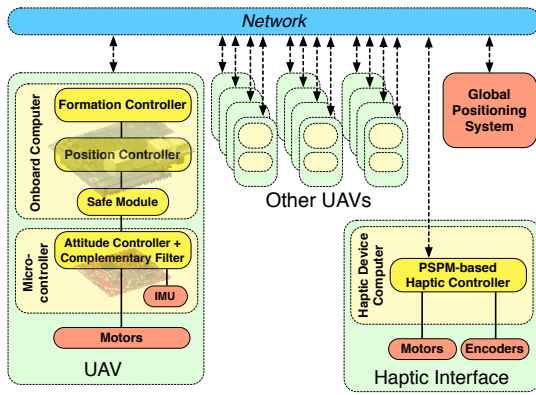 Network
Onboard Computer
Formation Controller
Position Controller
Safe Module
Micro-
controller
Attitude Controller +
Complementary Filter
IMU
Motors
UAV
Other UAVs
Global
Positioning
System
Haptic Device
Computer
PSPM-based
Haptic Controller
Motors
Encoders
Haptic Interface